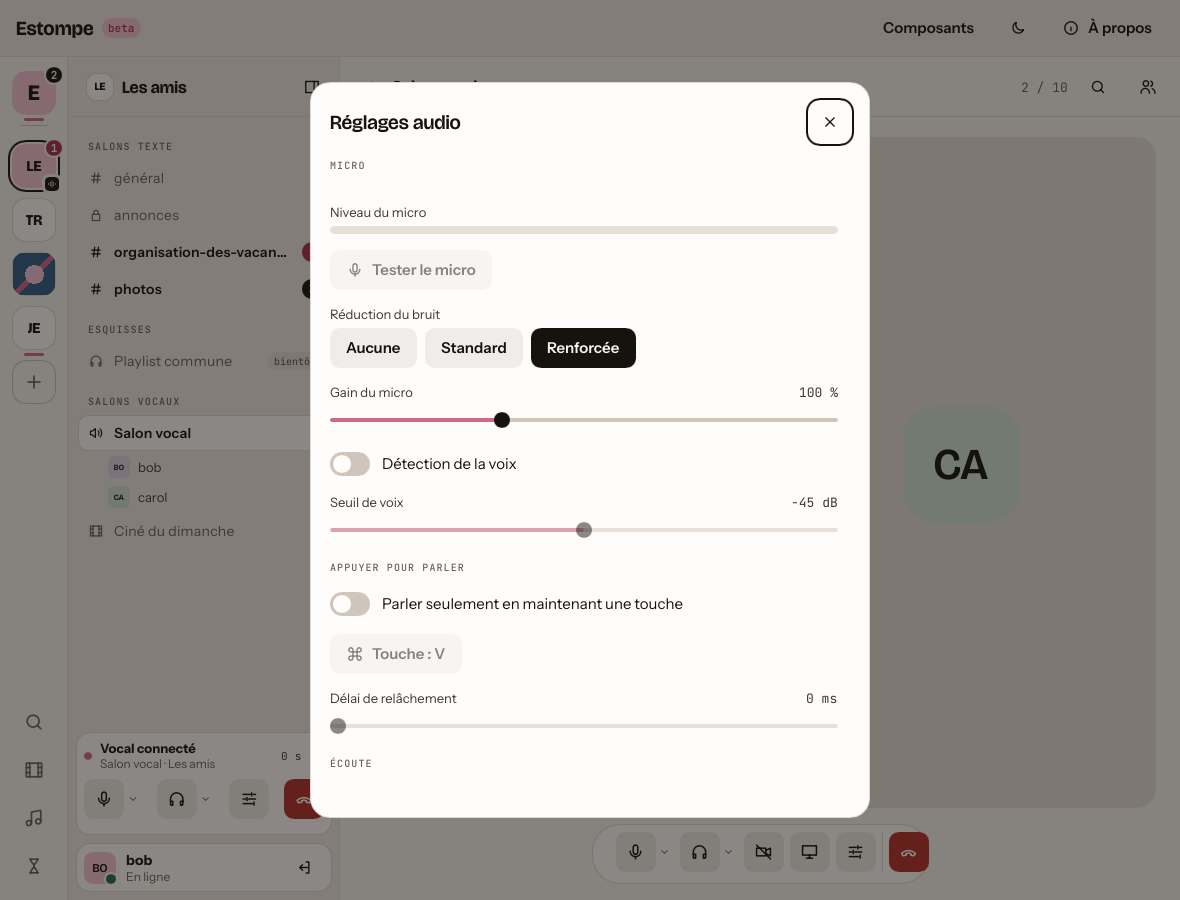 Estompe beta
Composants
À propos
E 2
LE 1
TR
JE
LE Les amis
SALONS TEXTE
# général
annonces
# organisation-des-vacan...
# photos
ESQUISSES
Playlist commune
SALONS VOCAUX
Salon vocal
BO bob
CA carol
Ciné du dimanche
Vocal connecté
Salon vocal · Les amis
0 s
BO bob
En ligne
2 / 10
CA
Réglages audio
MICRO
Niveau du micro
Tester le micro
Réduction du bruit
Aucune Standard Renforcée
Gain du micro 100 %
Détection de la voix
Seuil de voix -45 dB
APPUYER POUR PARLER
Parler seulement en maintenant une touche
⌘ Touche : V
Délai de relâchement 0 ms
ÉCOUTE